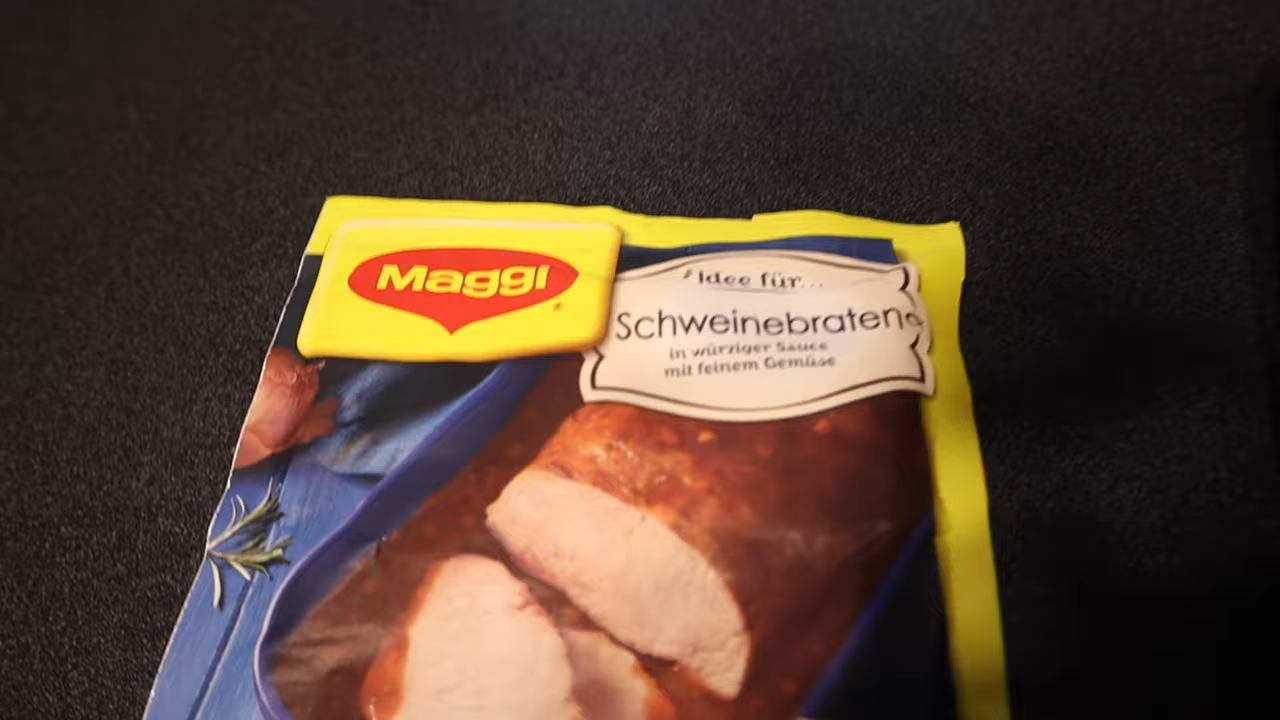 Maggi
Idee für...
Schweinebraten
in würziger Sauce
mit feinem Gemüse